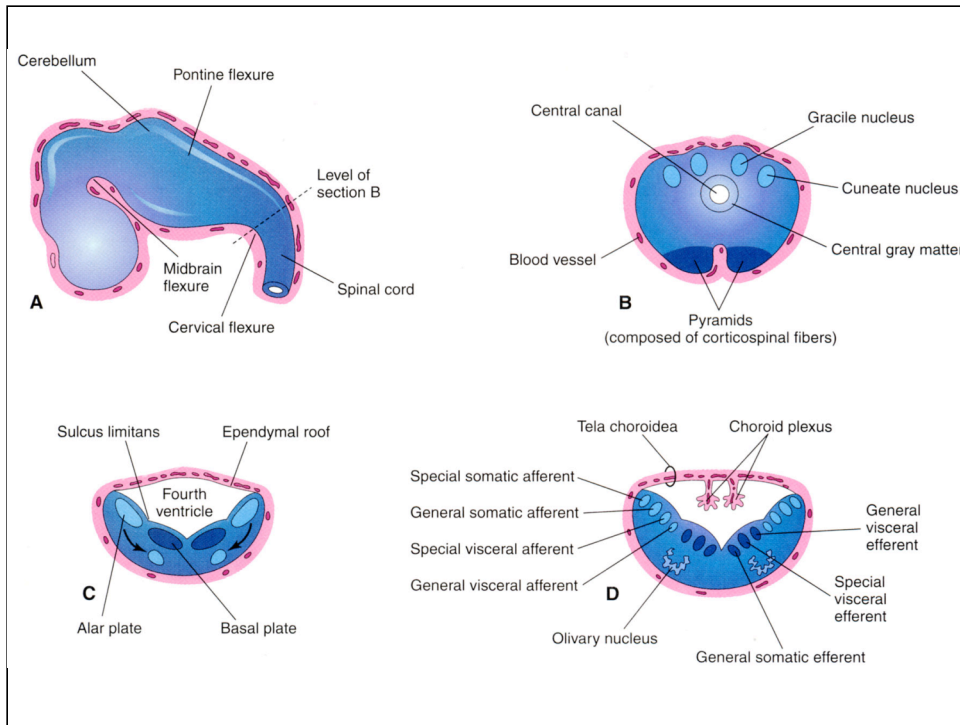 Cerebellum
Pontine flexure
Level of
section B
Midbrain
flexure
Spinal cord
Cervical flexure
A
Central canal
Gracile nucleus
Cuneate nucleus
Central gray matter
Blood vessel
B
Pyramids
(composed of corticospinal fibers)
Sulcus limitans
Ependymal roof
Fourth
ventricle
C
Alar plate
Basal plate
Tela choroidea
Choroid plexus
Special somatic afferent
General somatic afferent
Special visceral afferent
General visceral afferent
General
visceral
efferent
Special
visceral
efferent
D
Olivary nucleus
General somatic efferent